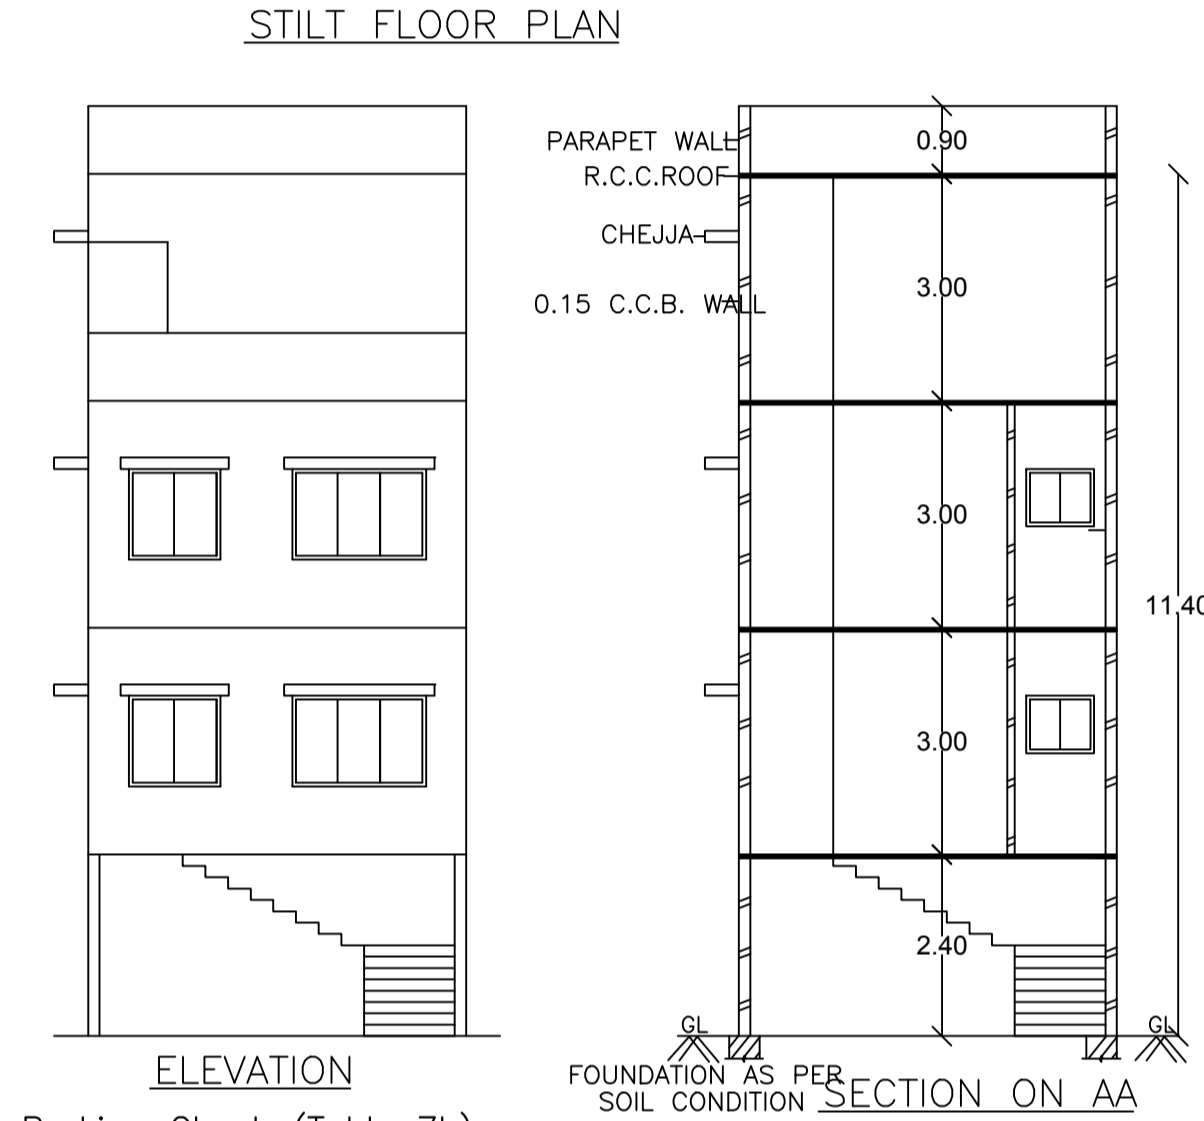 STILT FLOOR PLAN
PARAPET WALL
R.C.C.ROOF
CHEJJA
0.15 C.C.B. WALL
0.90
3.00
3.00
3.00
2.40
11.40
GL
GL
ELEVATION
FOUNDATION AS PER
SOIL CONDITION
SECTION ON AA